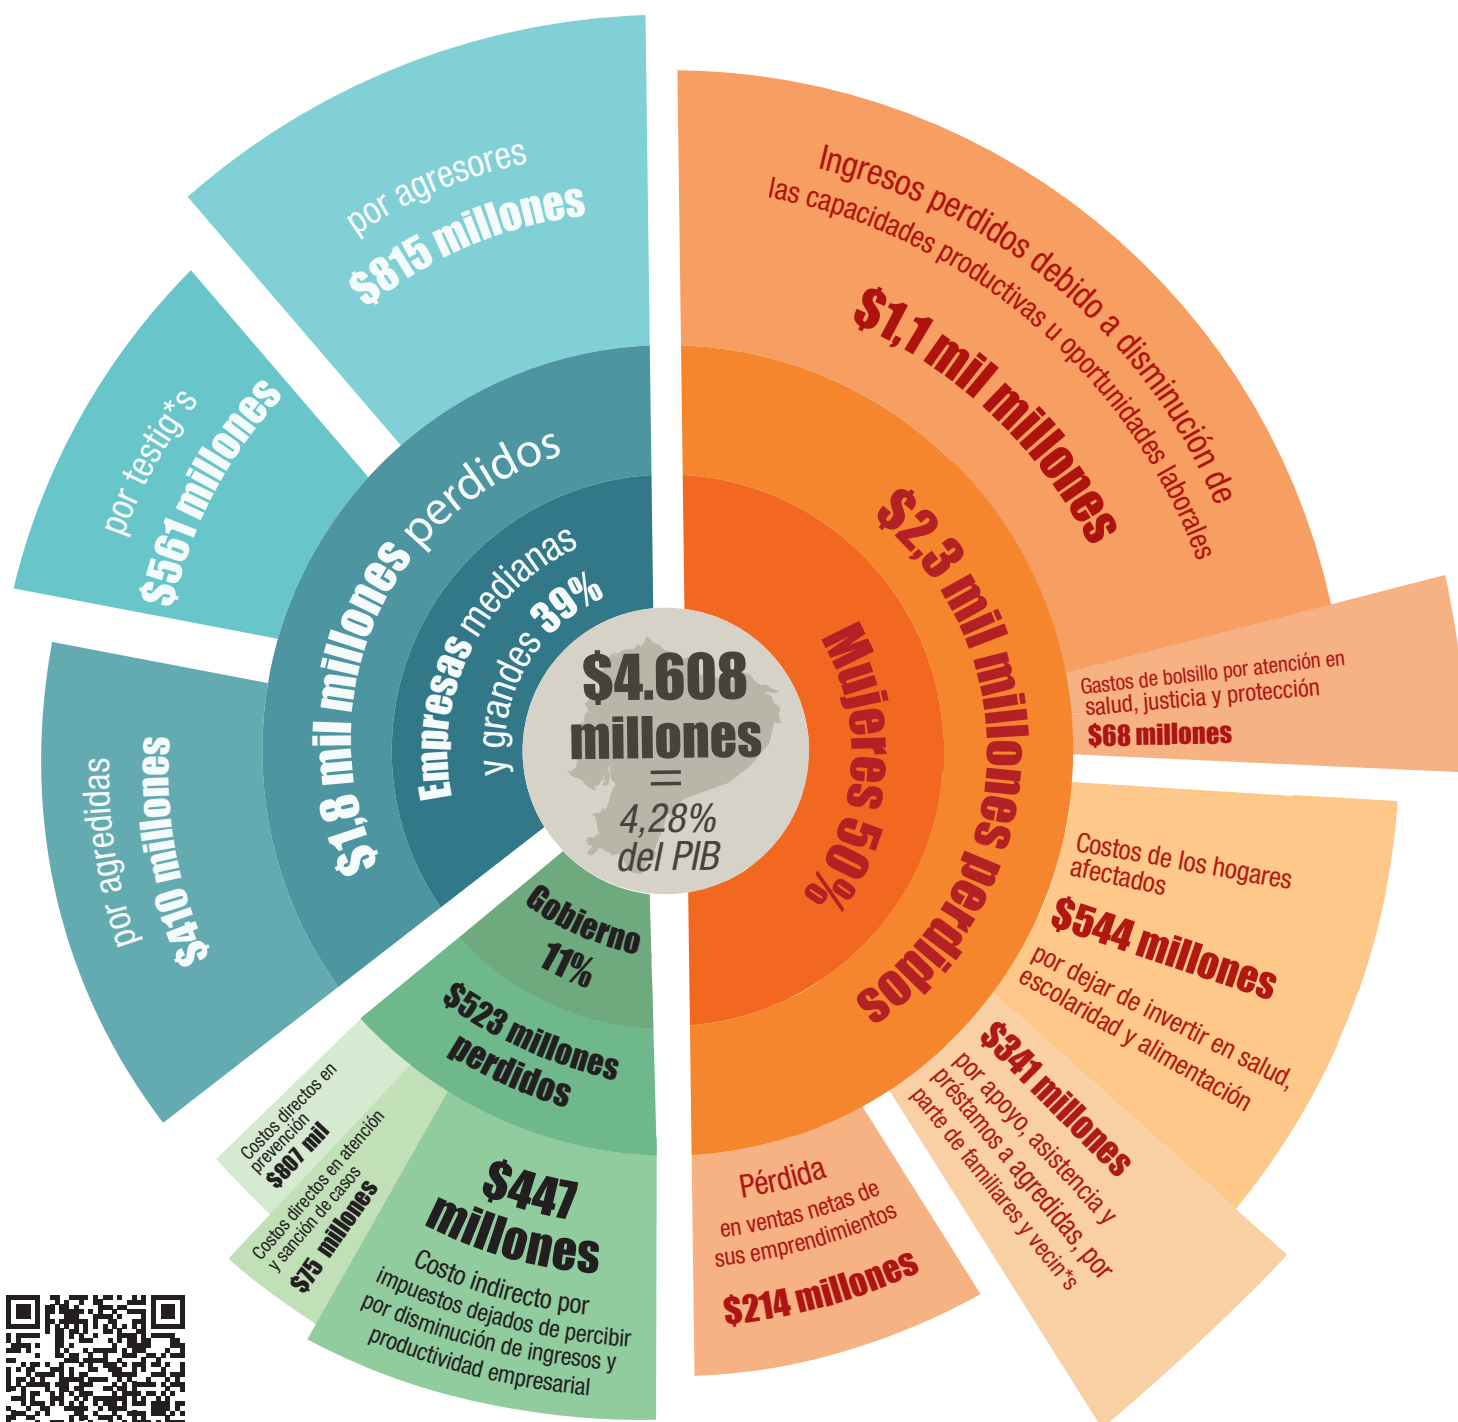 $4.608
millones
=
4,28%
del PIB
Mujeres 50%
$2,3 mil millones perdidos
Ingresos perdidos debido a disminución de
las capacidades productivas u oportunidades laborales
$1,1 mil millones
Gastos de bolsillo por atención en
salud, justicia y protección
$68 millones
Costos de los hogares
afectados
$544 millones
por dejar de invertir en salud,
escolaridad y alimentación
$341 millones
por apoyo, asistencia y
préstamos a agredidas, por
parte de familiares y vecin*s
Pérdida
en ventas netas de
sus emprendimientos
$214 millones
Gobierno
11%
$523 millones
perdidos
$447
millones
Costo indirecto por
impuestos dejados de percibir
por disminución de ingresos y
productividad empresarial
Costos directos en atención
y sanción de casos
$75 millones
Costos directos en
prevención
$807 mil
Empresas medianas
y grandes 39%
$1,8 mil millones perdidos
por agredidas
$410 millones
por testig*s
$561 millones
por agresores
$815 millones